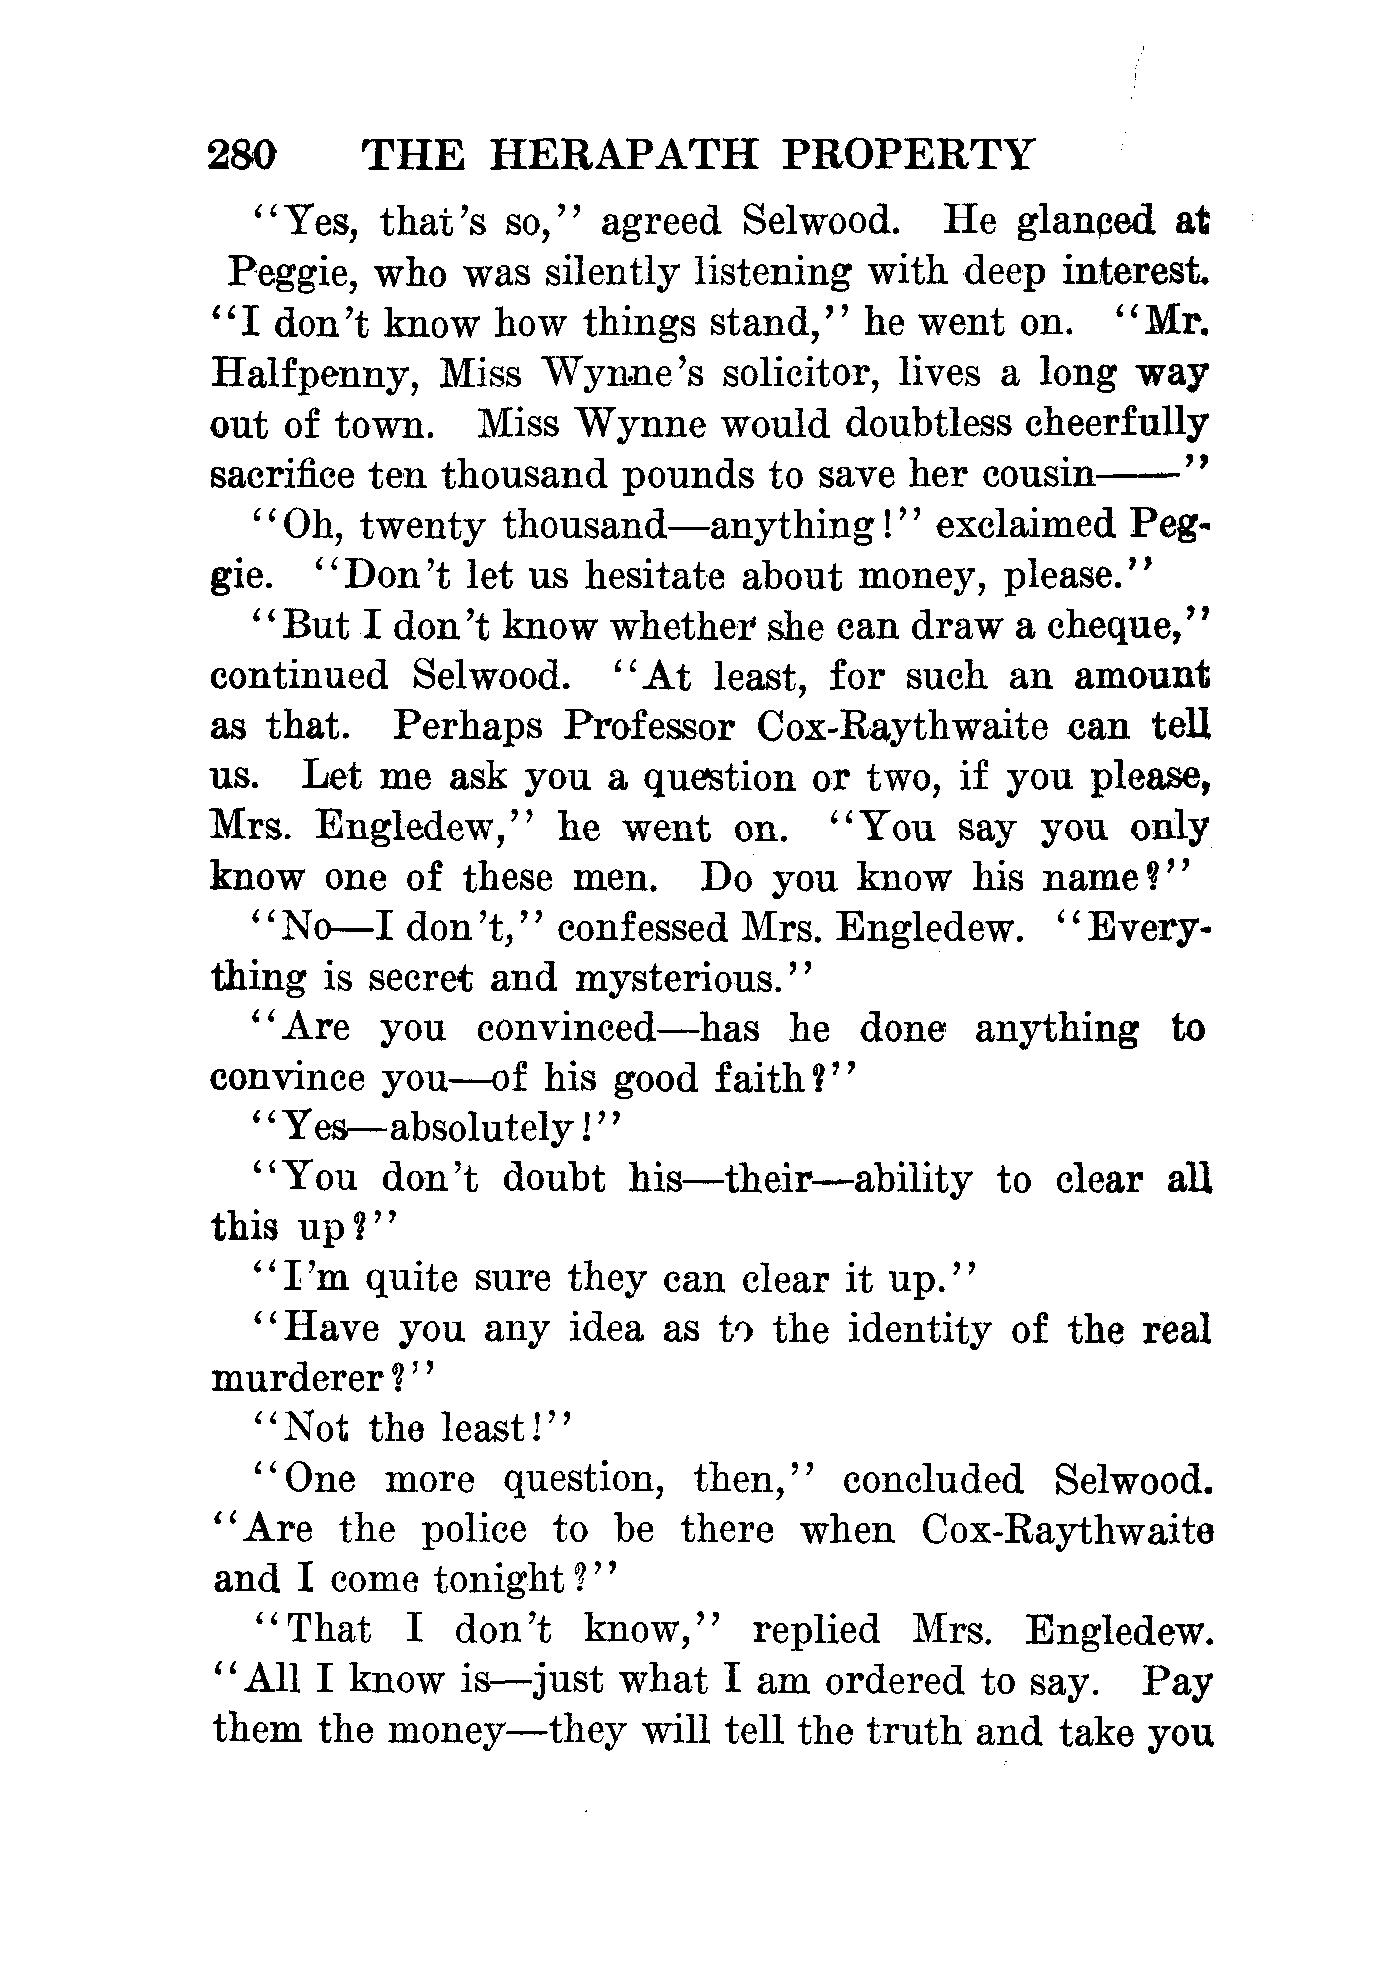 280 THE HERAPATH PROPERTY
"Yes, that's so," agreed Selwood. He glanced at
Peggie, who was silently listening with deep interest.
"I don't know how things stand," he went on. "Mr.
Halfpenny, Miss Wynne's solicitor, lives a long way
out of town. Miss Wynne would doubtless cheerfully
sacrifice ten thousand pounds to save her cousin——"
"Oh, twenty thousand—anything!" exclaimed Peg-
gie. "Don't let us hesitate about money, please."
"But I don't know whether she can draw a cheque,"
continued Selwood. "At least, for such an amount
as that. Perhaps Professor Cox-Raythwaite can tell
us. Let me ask you a question or two, if you please,
Mrs. Engledew," he went on. "You say you only
know one of these men. Do you know his name?"
"No—I don't," confessed Mrs. Engledew. "Every-
thing is secret and mysterious."
"Are you convinced—has he done anything to
convince you—of his good faith?"
"Yes—absolutely!"
"You don't doubt his—their—ability to clear all
this up?"
"I'm quite sure they can clear it up."
"Have you any idea as to the identity of the real
murderer?"
"Not the least!"
"One more question, then," concluded Selwood.
"Are the police to be there when Cox-Raythwaite
and I come tonight?"
"That I don't know," replied Mrs. Engledew.
"All I know is—just what I am ordered to say. Pay
them the money—they will tell the truth and take you